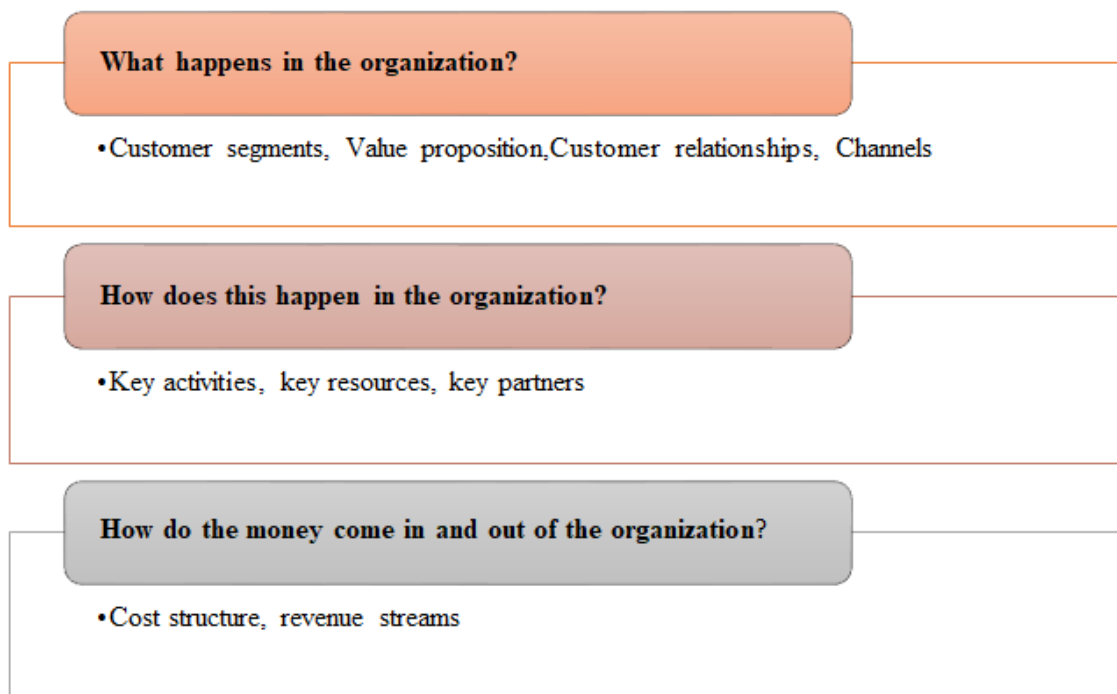 What happens in the organization?
•Customer segments, Value proposition,Customer relationships, Channels
How does this happen in the organization?
•Key activities, key resources, key partners
How do the money come in and out of the organization?
•Cost structure, revenue streams